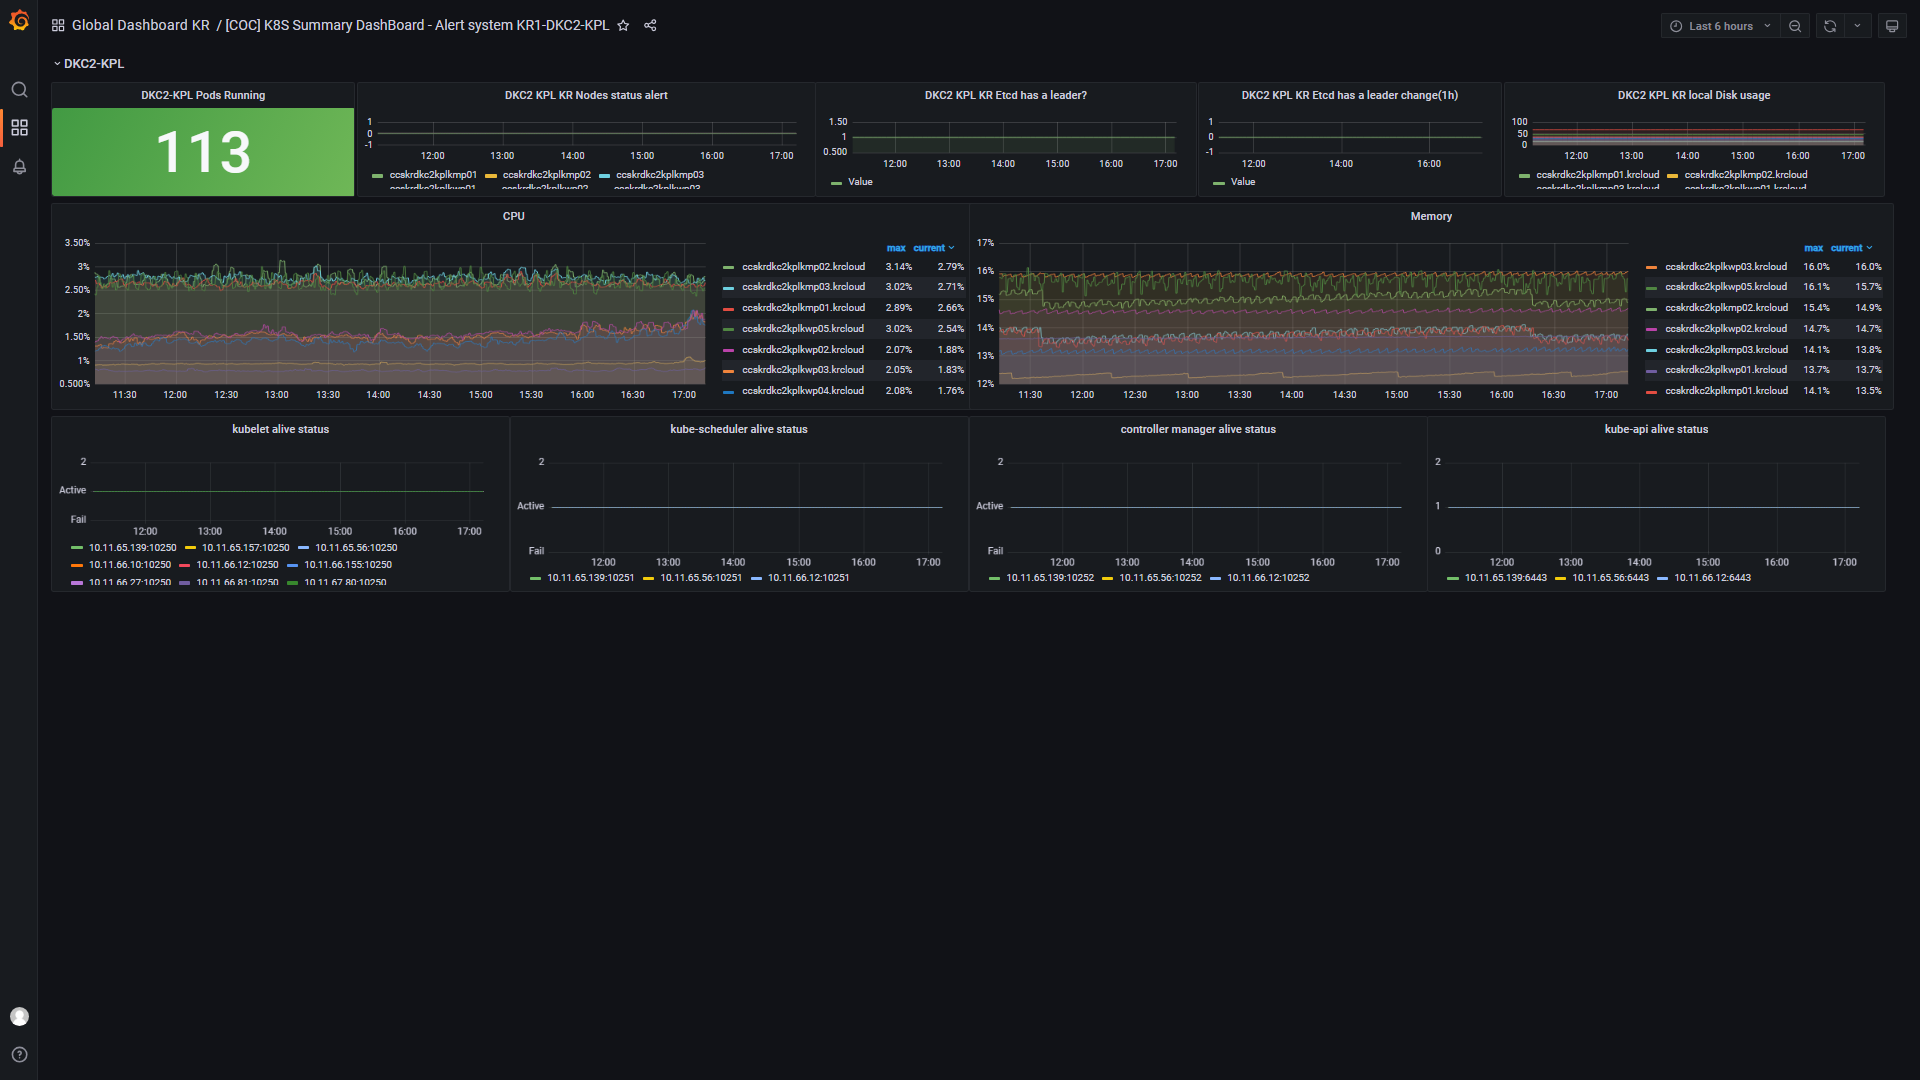 Global Dashboard KR / [COC] K8S Summary DashBoard - Alert system KR1-DKC2-KPL
Last 6 hours
DKC2-KPL
DKC2-KPL Pods Running
113
DKC2 KPL KR Nodes status alert
1
0
-1
12:00 13:00 14:00 15:00 16:00 17:00
ccskrdkc2kplkmp01 ccskrdkc2kplkmp02 ccskrdkc2kplkmp03
ccskrdkc2kplkwp01 ccskrdkc2kplkwp02 ccskrdkc2kplkwp03
DKC2 KPL KR Etcd has a leader?
1.50
1
0.500
12:00 13:00 14:00 15:00 16:00 17:00
Value
DKC2 KPL KR Etcd has a leader change(1h)
1
0
-1
12:00 14:00 16:00
Value
DKC2 KPL KR local Disk usage
100
50
0
12:00 13:00 14:00 15:00 16:00 17:00
ccskrdkc2kplkmp01.krcloud ccskrdkc2kplkmp02.krcloud
ccskrdkc2kplkmp03.krcloud ccskrdkc2kplkwp01.krcloud
CPU
3.50%
3%
2.50%
2%
1.50%
1%
0.500%
11:30 12:00 12:30 13:00 13:30 14:00 14:30 15:00 15:30 16:00 16:30 17:00
max current
ccskrdkc2kplkmp02.krcloud 3.14% 2.79%
ccskrdkc2kplkmp03.krcloud 3.02% 2.71%
ccskrdkc2kplkmp01.krcloud 2.89% 2.66%
ccskrdkc2kplkwp05.krcloud 3.02% 2.54%
ccskrdkc2kplkwp02.krcloud 2.07% 1.88%
ccskrdkc2kplkwp03.krcloud 2.05% 1.83%
ccskrdkc2kplkwp04.krcloud 2.08% 1.76%
Memory
17%
16%
15%
14%
13%
12%
11:30 12:00 12:30 13:00 13:30 14:00 14:30 15:00 15:30 16:00 16:30 17:00
max current
ccskrdkc2kplkwp03.krcloud 16.0% 16.0%
ccskrdkc2kplkwp05.krcloud 16.1% 15.7%
ccskrdkc2kplkmp02.krcloud 15.4% 14.9%
ccskrdkc2kplkwp02.krcloud 14.7% 14.7%
ccskrdkc2kplkmp03.krcloud 14.1% 13.8%
ccskrdkc2kplkwp01.krcloud 13.7% 13.7%
ccskrdkc2kplkmp01.krcloud 14.1% 13.5%
kubelet alive status
2
Active
Fail
12:00 13:00 14:00 15:00 16:00 17:00
10.11.65.139:10250 10.11.65.157:10250 10.11.65.56:10250
10.11.66.10:10250 10.11.66.12:10250 10.11.66.155:10250
10.11.66.27:10250 10.11.66.81:10250 10.11.67.80:10250
kube-scheduler alive status
2
Active
Fail
12:00 13:00 14:00 15:00 16:00 17:00
10.11.65.139:10251 10.11.65.56:10251 10.11.66.12:10251
controller manager alive status
2
Active
Fail
12:00 13:00 14:00 15:00 16:00 17:00
10.11.65.139:10252 10.11.65.56:10252 10.11.66.12:10252
kube-api alive status
2
1
0
12:00 13:00 14:00 15:00 16:00 17:00
10.11.65.139:6443 10.11.65.56:6443 10.11.66.12:6443